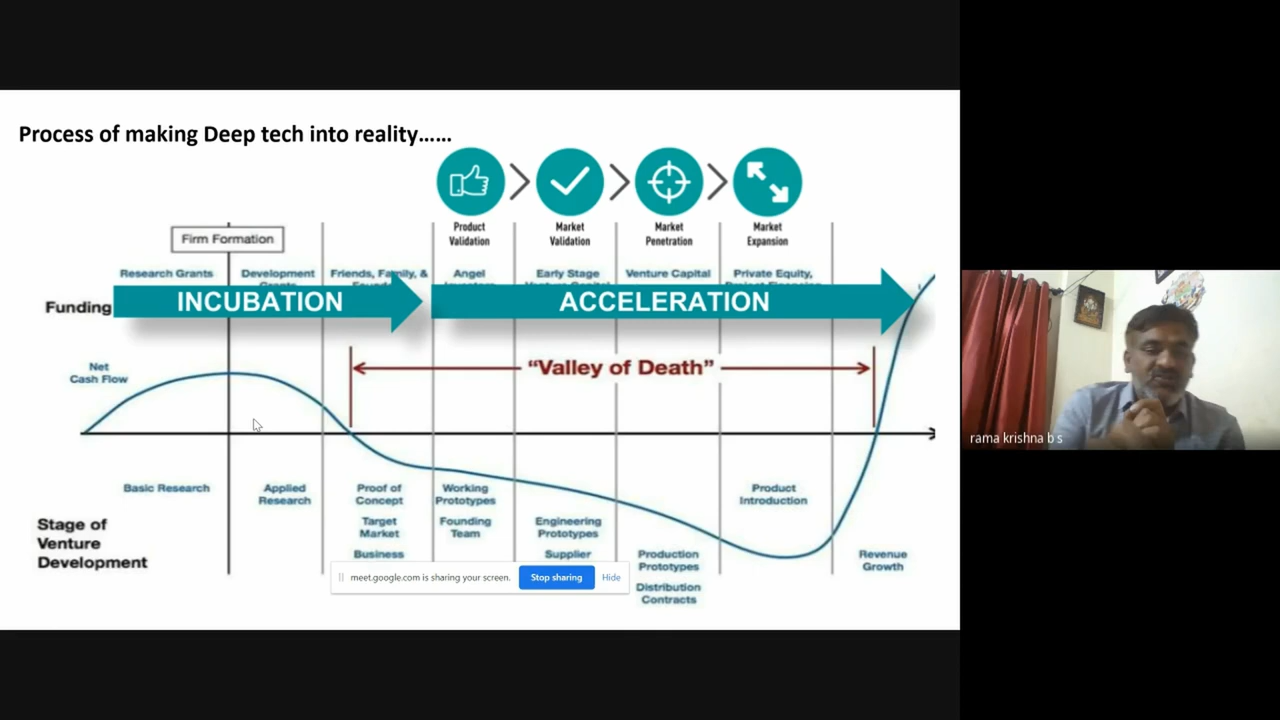 Process of making Deep tech into reality......
Product
Validation
Market
Validation
Market
Penetration
Market
Expansion
Firm Formation
Research Grants
Development
Friends, Family, &
Angel
Early Stage
Venture Capital
Private Equity,
Funding
INCUBATION
ACCELERATION
"Valley of Death"
Net
Cash Flow
Basic Research
Applied
Research
Proof of
Concept
Target
Market
Business
Working
Prototypes
Founding
Team
Engineering
Prototypes
Supplier
Production
Prototypes
Distribution
Contracts
Product
Introduction
Revenue
Growth
Stage of
Venture
Development
meet.google.com is sharing your screen.
Stop sharing
Hide
rama krishna b s